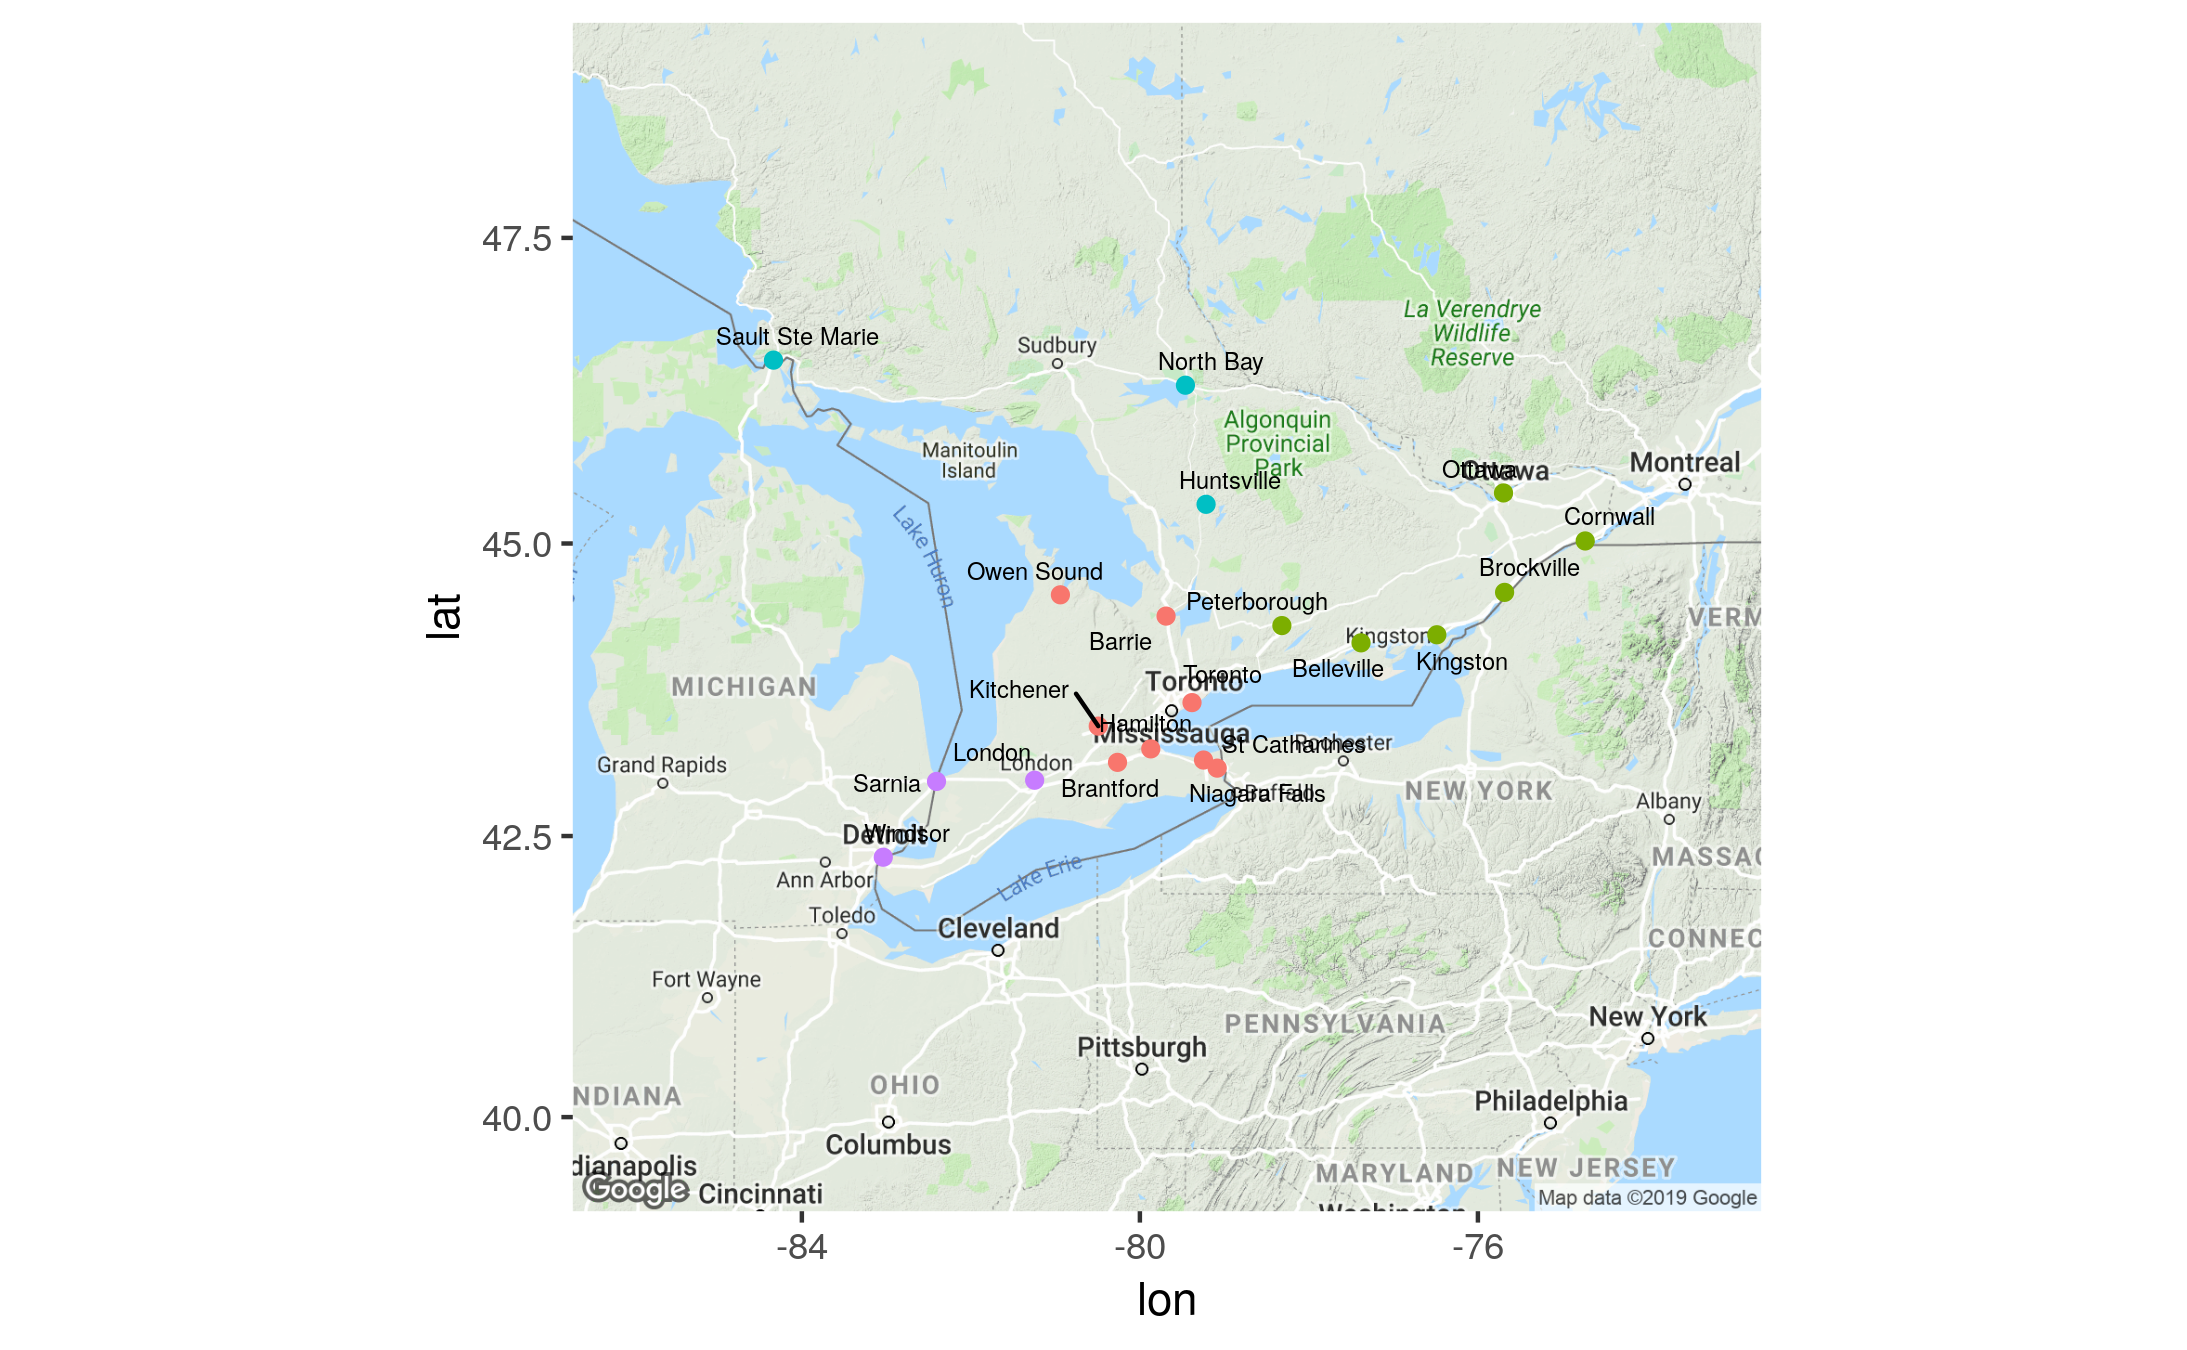 47.5
La Verendrye
Wildlife
Reserve
Sault Ste Marie
Sudbury
North Bay
Algonquin
Provincial
Park
Manitoulin
Island
Ottawa
Ottawa
Montreal
Huntsville
Cornwall
45.0
Lake Huron
Owen Sound
Brockville
Peterborough
VERM
Barrie
Kingston
Kingston
Belleville
Toronto
Toronto
MICHIGAN
Kitchener
Hamilton
Mississauga
St Catharines
Rochester
London
London
Grand Rapids
Sarnia
Brantford
Niagara Falls
Buffalo
NEW YORK
Albany
42.5
Detroit
Windsor
MASSAC
Ann Arbor
Lake Erie
Toledo
Cleveland
CONNEC
Fort Wayne
New York
PENNSYLVANIA
Pittsburgh
OHIO
NDIANA
Philadelphia
40.0
Columbus
dianapolis
MARYLAND
NEW JERSEY
Google
Cincinnati
Map data ©2019 Google
Washington
-84
-80
-76
lon
lat